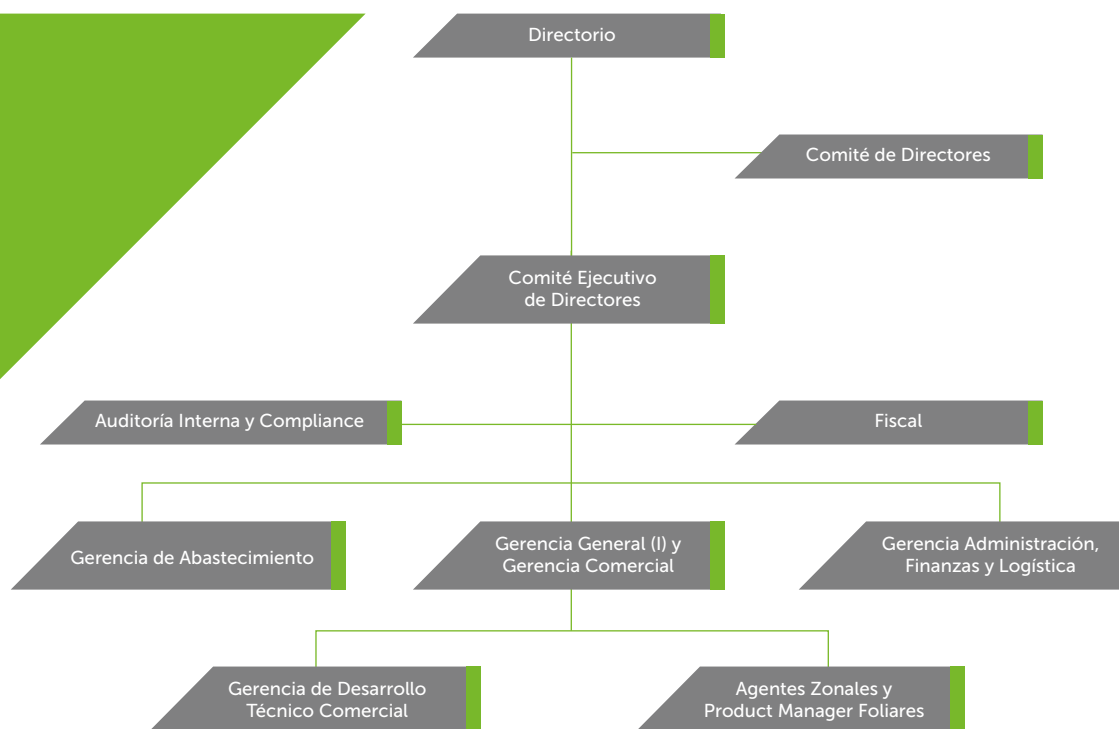 Directorio
Comité de Directores
Comité Ejecutivo
de Directores
Auditoría Interna y Compliance
Fiscal
Gerencia de Abastecimiento
Gerencia General (I) y
Gerencia Comercial
Gerencia Administración,
Finanzas y Logística
Gerencia de Desarrollo
Técnico Comercial
Agentes Zonales y
Product Manager Foliares